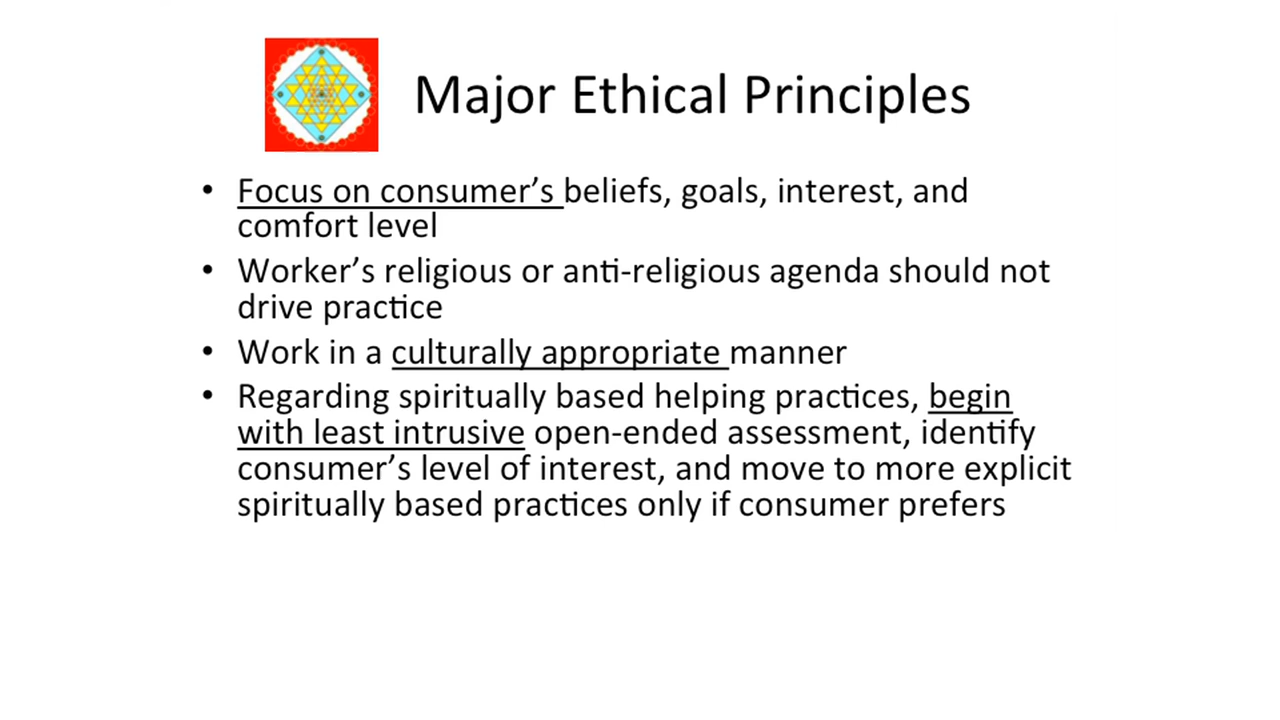 Major Ethical Principles
• Focus on consumer’s beliefs, goals, interest, and
comfort level
• Worker’s religious or anti-religious agenda should not
drive practice
• Work in a culturally appropriate manner
• Regarding spiritually based helping practices, begin
with least intrusive open-ended assessment, identify
consumer’s level of interest, and move to more explicit
spiritually based practices only if consumer prefers